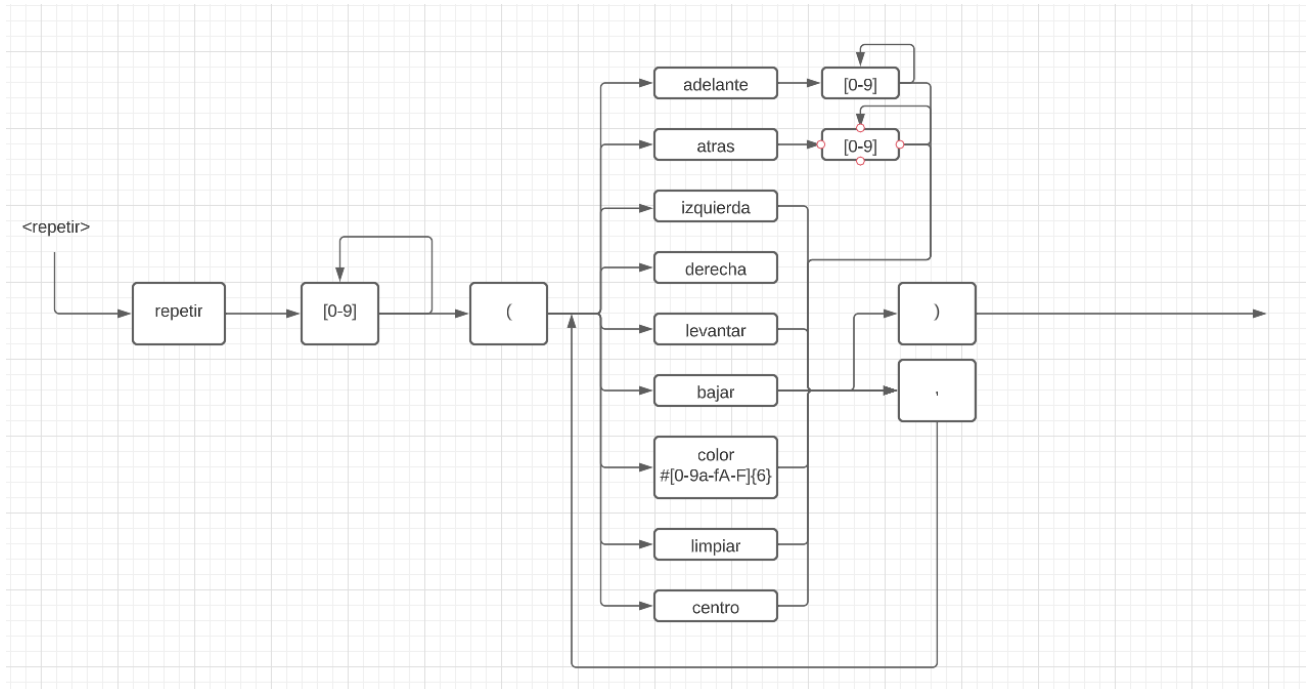 adelante
[0-9]
atras
[0-9]
izquierda
<repetir>
derecha
repetir
[0-9]
(
levantar
)
bajar
,
color
#[0-9a-fA-F]{6}
limpiar
centro